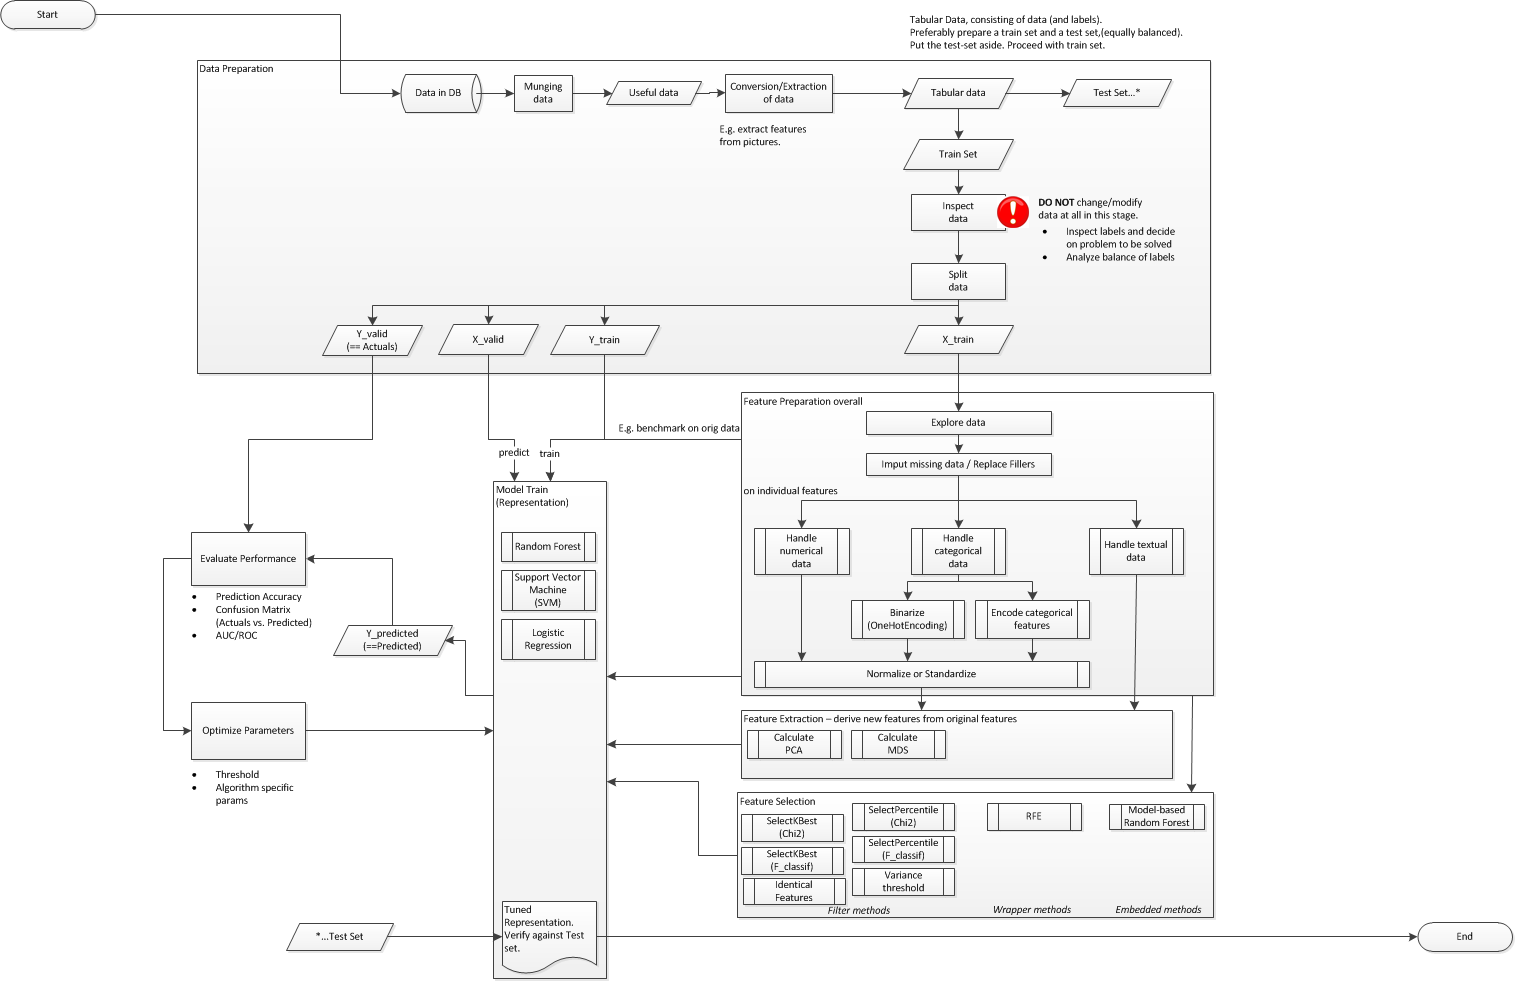 Start
Tabular Data, consisting of data (and labels).
Preferably prepare a train set and a test set,(equally balanced).
Put the test-set aside. Proceed with train set.
Data Preparation
Data in DB
Munging
data
Useful data
Conversion/Extraction
of data
Tabular data
Test Set...*
E.g. extract features
from pictures.
Train Set
Inspect
data
DO NOT change/modify
data at all in this stage.
• Inspect labels and decide
on problem to be solved
• Analyze balance of labels
Split
data
Y_valid
(== Actuals)
X_valid
Y_train
X_train
Feature Preparation overall
Explore data
E.g. benchmark on orig data
predict
train
Imput missing data / Replace Fillers
on individual features
Model Train
(Representation)
Random Forest
Support Vector
Machine
(SVM)
Logistic
Regression
Handle
numerical
data
Handle
categorical
data
Handle textual
data
Binarize
(OneHotEncoding)
Encode categorical
features
Normalize or Standardize
Evaluate Performance
• Prediction Accuracy
• Confusion Matrix
(Actuals vs. Predicted)
• AUC/ROC
Y_predicted
(==Predicted)
Optimize Parameters
• Threshold
• Algorithm specific
params
Feature Extraction – derive new features from original features
Calculate
PCA
Calculate
MDS
Feature Selection
SelectKBest
(Chi2)
SelectPercentile
(Chi2)
RFE
Model-based
Random Forest
SelectKBest
(F_classif)
SelectPercentile
(F_classif)
Identical
Features
Variance
threshold
Filter methods
Wrapper methods
Embedded methods
*...Test Set
Tuned
Representation.
Verify against Test
set.
End